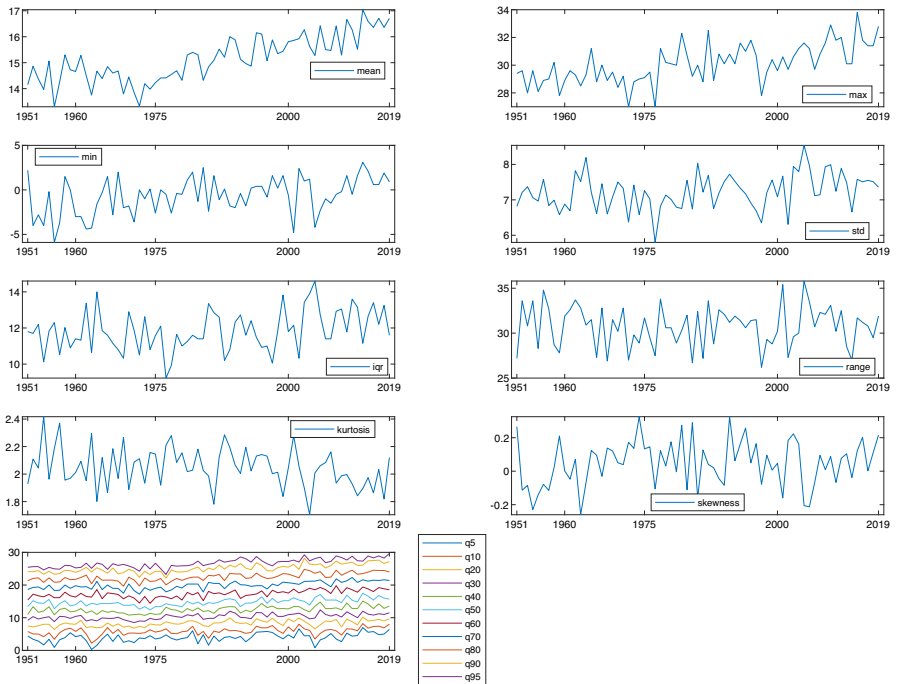 17
16
15
14
1951 1960 1975 2000 2019
mean
34
32
30
28
1951 1960 1975 2000 2019
max
5
0
-5
1951 1960 1975 2000 2019
min
8
7
6
1951 1960 1975 2000 2019
std
14
12
10
1951 1960 1975 2000 2019
iqr
35
30
25
1951 1960 1975 2000 2019
range
2.4
2.2
2
1.8
1951 1960 1975 2000 2019
kurtosis
0.2
0
-0.2
1951 1960 1975 2000 2019
skewness
30
20
10
0
1951 1960 1975 2000 2019
q5
q10
q20
q30
q40
q50
q60
q70
q80
q90
q95